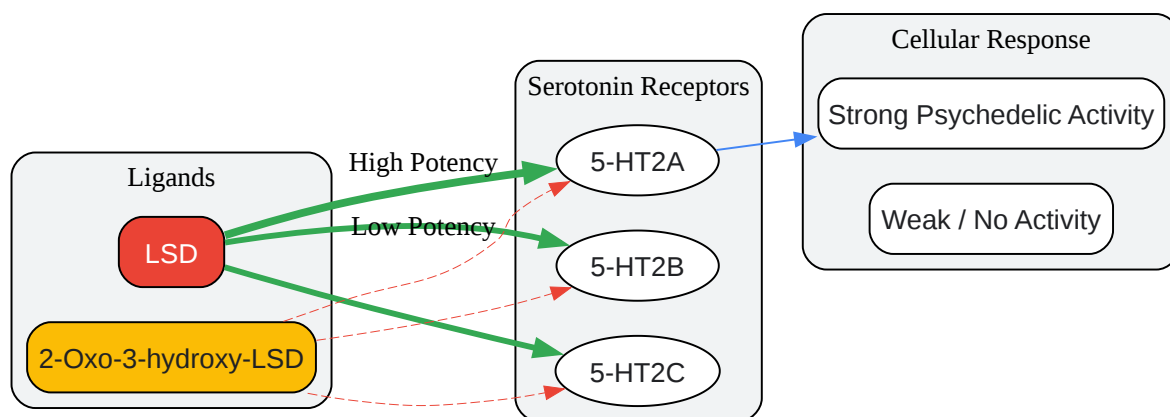 Ligands
LSD
2-Oxo-3-hydroxy-LSD
High Potency
Low Potency
Serotonin Receptors
5-HT2A
5-HT2B
5-HT2C
Cellular Response
Strong Psychedelic Activity
Weak / No Activity